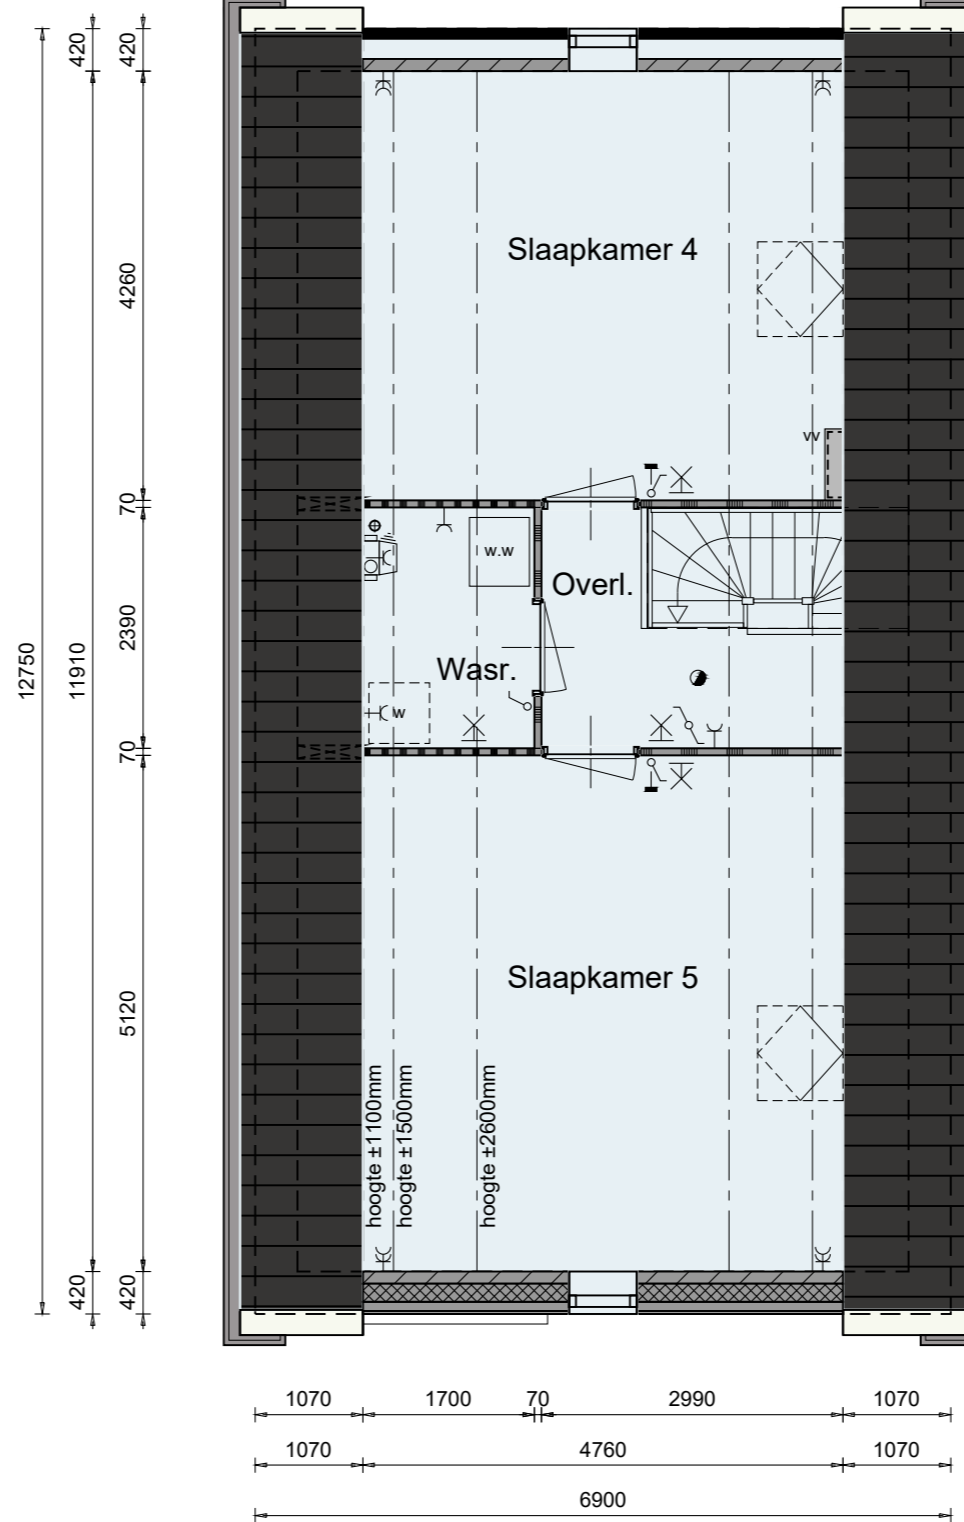 420
420
Slaapkamer 4
4260
vv
70
w.w
Overl.
2390
12750
11910
Wasr.
w
70
Slaapkamer 5
5120
hoogte ±1100mm
hoogte ±1500mm
hoogte ±2600mm
420
420
1070
1700
70
2990
1070
1070
4760
1070
6900